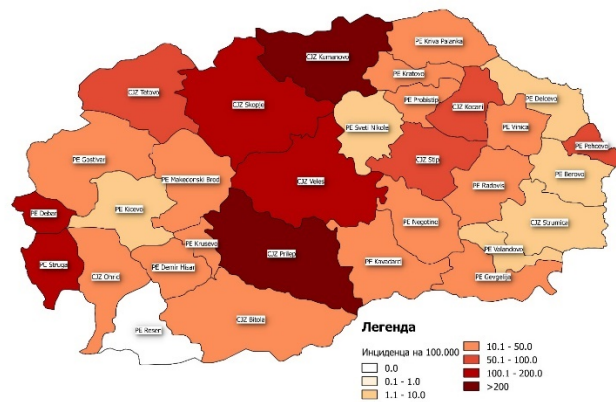 PE Kriva Palanka
CJZ Kumanovo
PE Kratovo
CJZ Tetovo
CJZ Skopje
PE Probistip
CJZ Kocani
PE Delcevo
PE Sveti Nikole
PE Vinica
PE Pehcevo
CJZ Stip
PE Gostivar
PE Makedonski Brod
PE Berovo
CJZ Veles
PE Radovis
PE Kicevo
PE Debar
PE Negotino
CJZ Strumica
PE Krusevo
PE Valandovo
CJZ Prilep
PE Struga
PE Demir Hisar
PE Kavadarci
CJZ Ohrid
PE Gevgelija
CJZ Bitola
PE Resen
Легенда
Инциденца на 100.000
0.0
0.1 - 1.0
1.1 - 10.0
10.1 - 50.0
50.1 - 100.0
100.1 - 200.0
>200